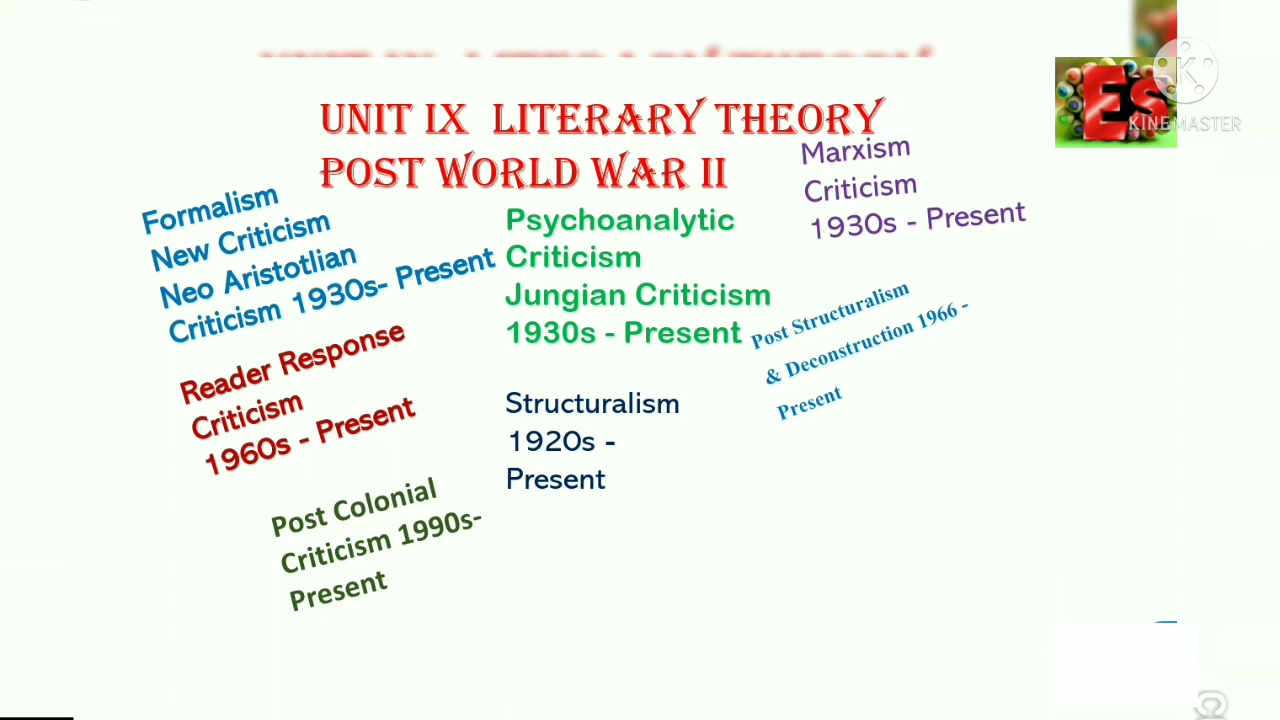 UNIT IX LITERARY THEORY
POST WORLD WAR II
Formalism
New Criticism
Neo Aristotlian
Criticism 1930s- Present
Reader Response
Criticism
1960s - Present
Post Colonial
Criticism 1990s-
Present
Psychoanalytic
Criticism
Jungian Criticism
1930s - Present
Structuralism
1920s -
Present
Marxism
Criticism
1930s - Present
Post Structuralism
& Deconstruction 1966 -
Present
E's
K
KINEMASTER